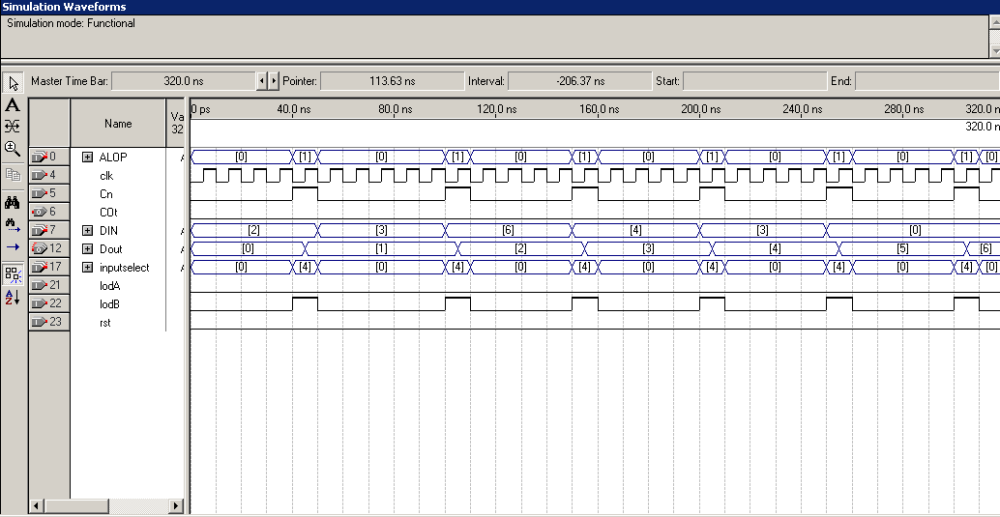 Simulation Waveforms
Simulation mode: Functional
Master Time Bar: 320.0 ns Pointer: 113.63 ns Interval: -206.37 ns Start: End:
Name Va 32 0 ps 40.0 ns 80.0 ns 120.0 ns 160.0 ns 200.0 ns 240.0 ns 280.0 ns 320.0 n
320.0 n
0 ALOP A [0] [1] [0] [1] [0] [1] [0] [1] [0] [1] [0] [1] [0]
4 clk
5 Cn
6 COt
7 DIN A [2] [3] [6] [4] [3] [0]
12 Dout A [0] [1] [2] [3] [4] [5] [6]
17 inputselect A [0] [4] [0] [4] [0] [4] [0] [4] [0] [4] [0] [4] [0]
21 lodA
22 lodB
23 rst